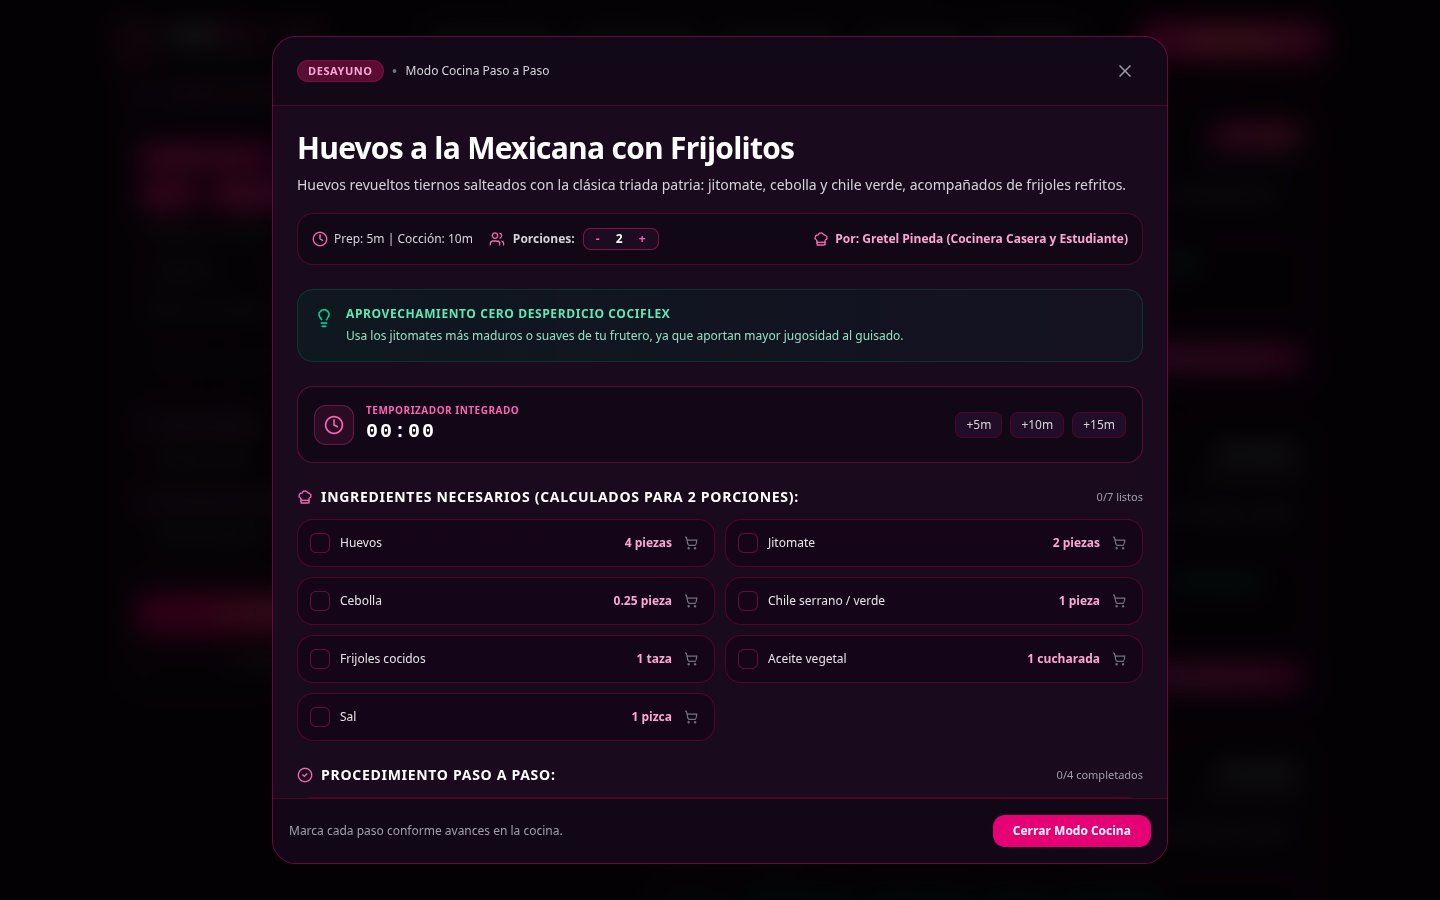 DESAYUNO • Modo Cocina Paso a Paso
Huevos a la Mexicana con Frijolitos
Huevos revueltos tiernos salteados con la clásica triada patria: jitomate, cebolla y chile verde, acompañados de frijoles refritos.
Prep: 5m | Cocción: 10m Porciones: - 2 + Por: Gretel Pineda (Cocinera Casera y Estudiante)
APROVECHAMIENTO CERO DESPERDICIO COCIFLEX
Usa los jitomates más maduros o suaves de tu frutero, ya que aportan mayor jugosidad al guisado.
TEMPORIZADOR INTEGRADO
00:00
+5m +10m +15m
INGREDIENTES NECESARIOS (CALCULADOS PARA 2 PORCIONES): 0/7 listos
Huevos 4 piezas
Jitomate 2 piezas
Cebolla 0.25 pieza
Chile serrano / verde 1 pieza
Frijoles cocidos 1 taza
Aceite vegetal 1 cucharada
Sal 1 pizca
PROCEDIMIENTO PASO A PASO: 0/4 completados
Marca cada paso conforme avances en la cocina.
Cerrar Modo Cocina